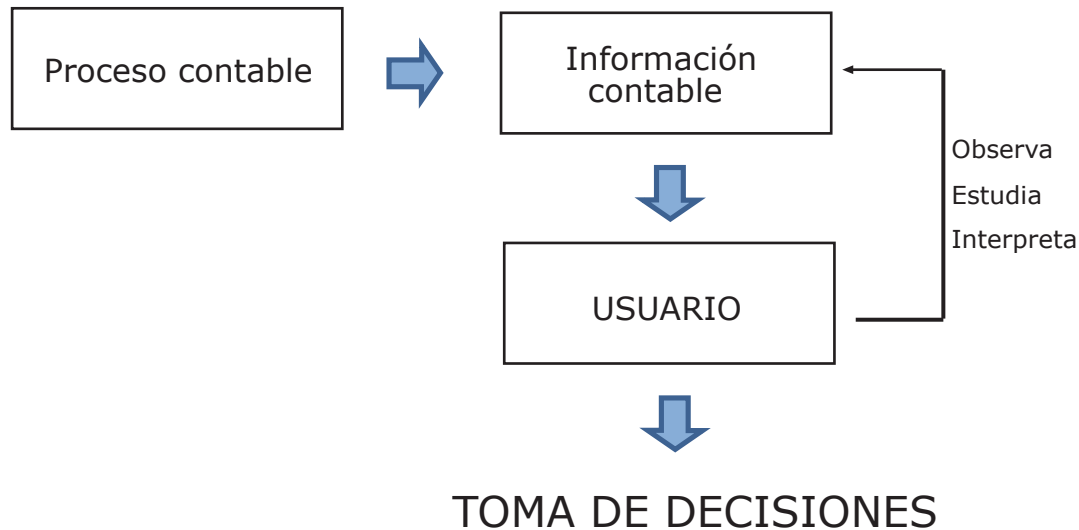 Proceso contable
Información
contable
Observa
Estudia
Interpreta
USUARIO
TOMA DE DECISIONES